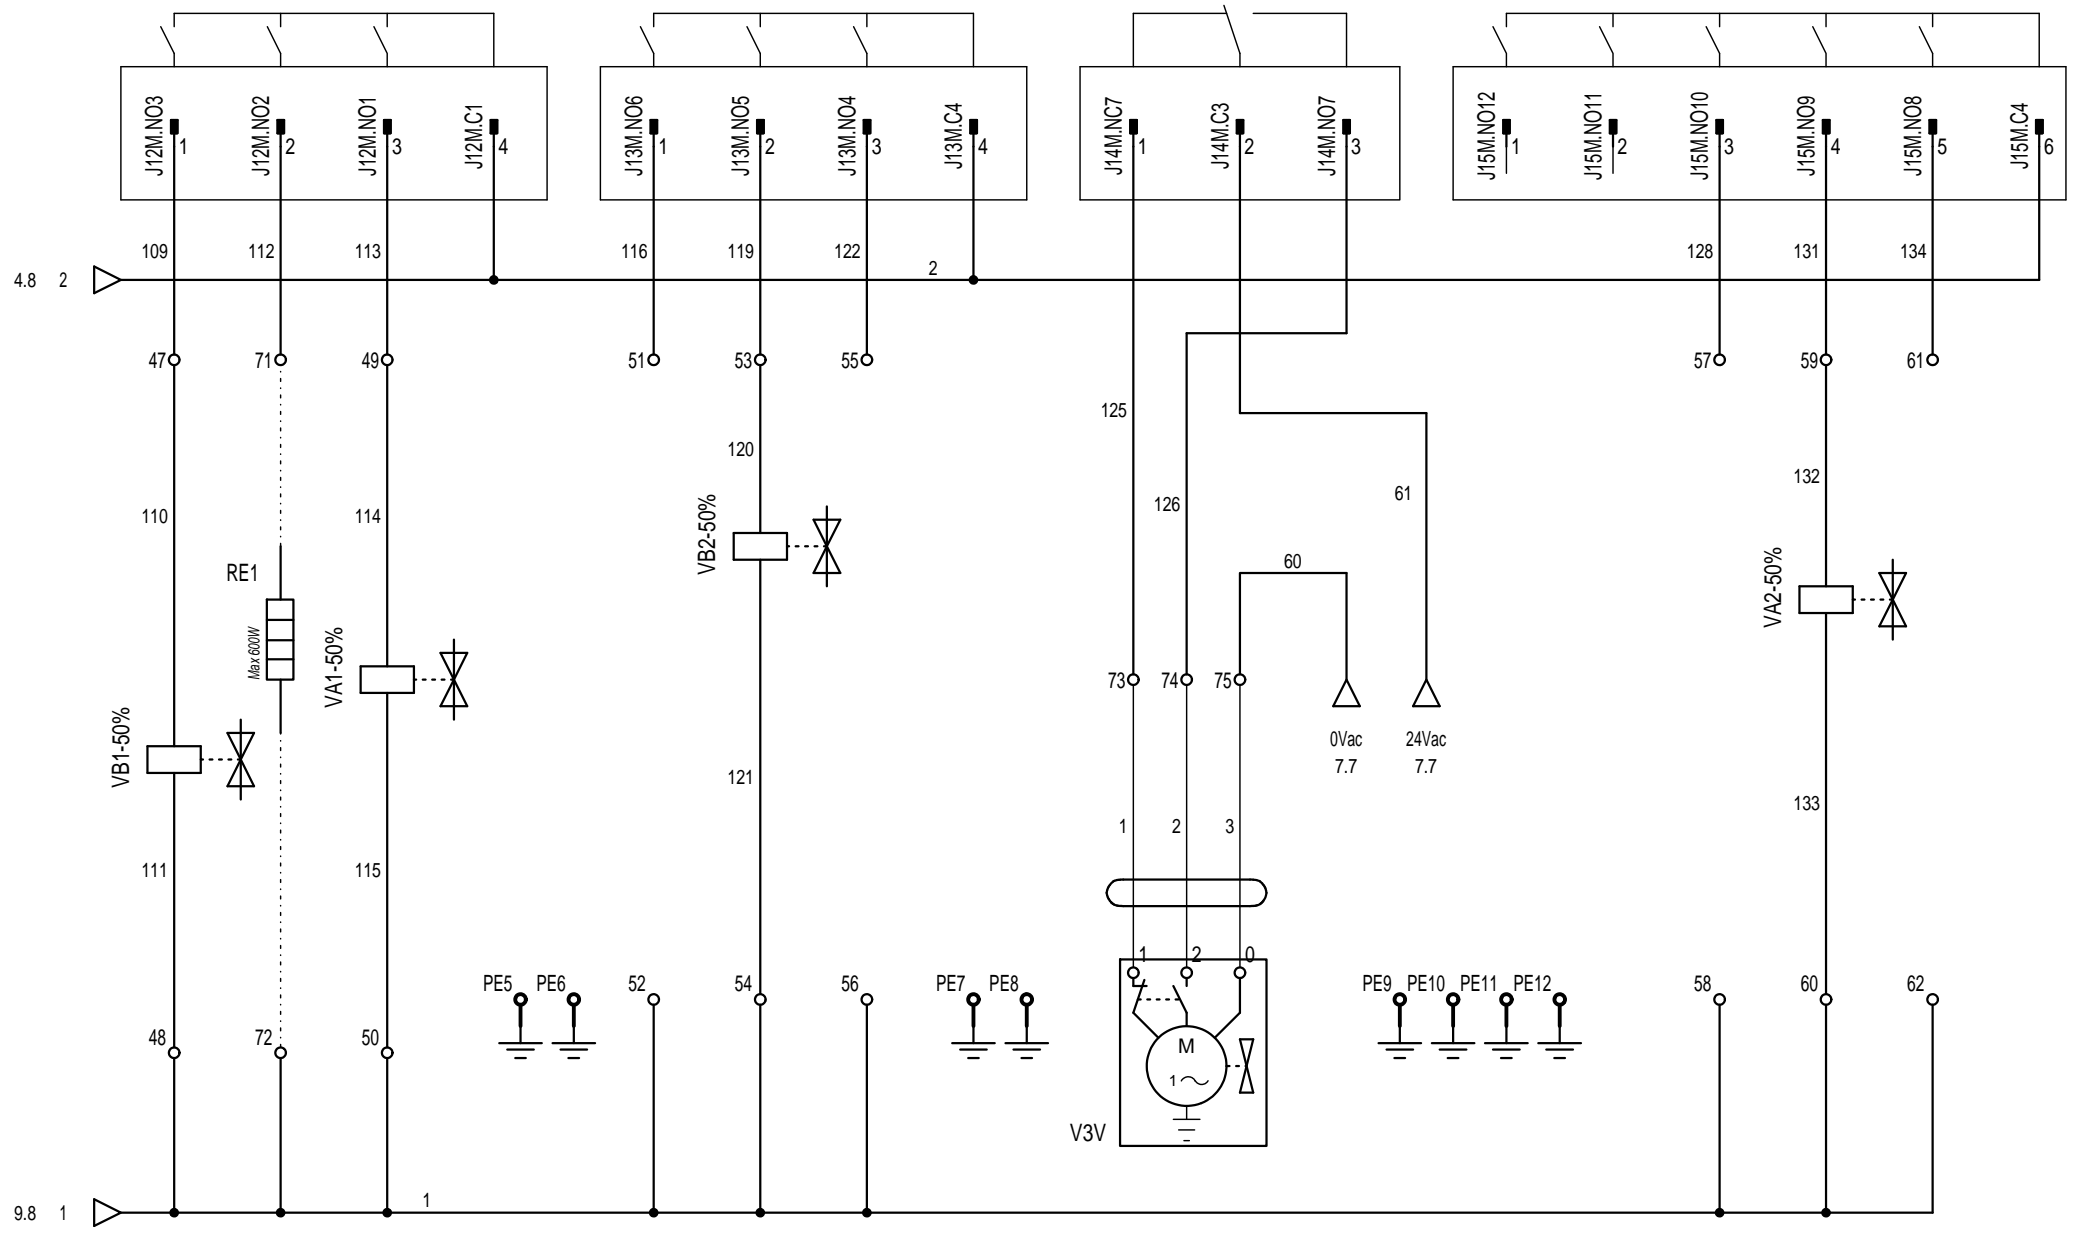 J12M.NO3 1 J12M.NO2 2 J12M.NO1 3 J12M.C1 4 J13M.NO6 1 J13M.NO5 2 J13M.NO4 3 J13M.C4 4 J14M.NC7 1 J14M.C3 2 J14M.NO7 3 J15M.NO12 1 J15M.NO11 2 J15M.NO10 3 J15M.NO9 4 J15M.NO8 5 J15M.C4 6
109 112 113 116 119 122 128 131 134
4.8 2 2
47 71 49 51 53 55 57 59 61
125
120
132
61
126
110 114
VB2-50%
60
RE1
VA2-50%
Max 600W
VA1-50%
73 74 75
0Vac 24Vac
7.7 7.7
VB1-50%
121
133
1 2 3
111 115
1 2 0
PE5 PE6 52 54 56 PE7 PE8 PE9 PE10 PE11 PE12 58 60 62
48 72 50
M
1
V3V
1
9.8 1